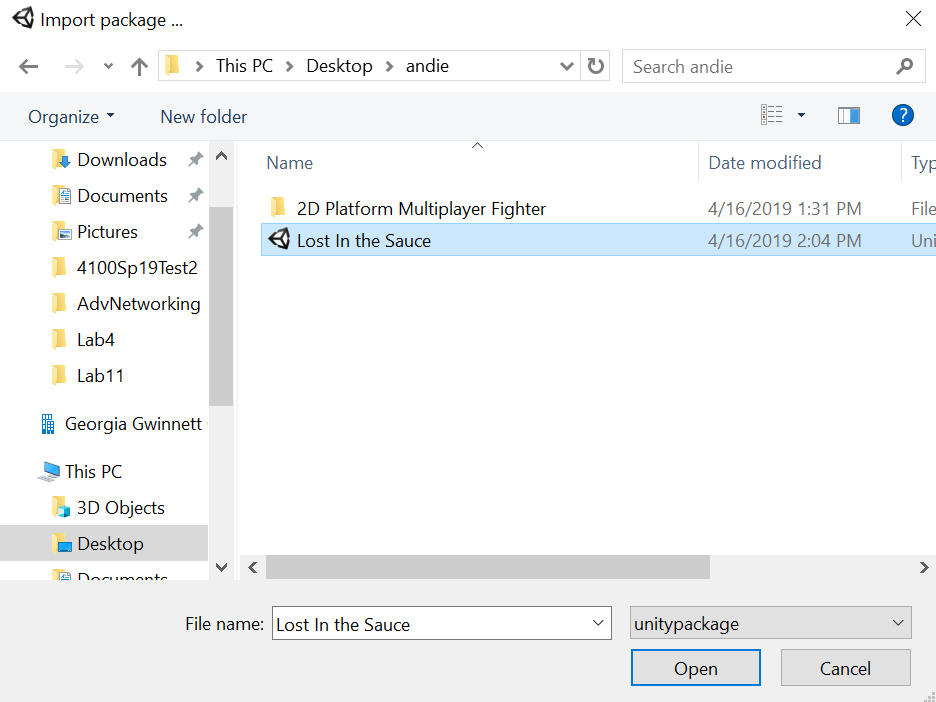 Import package ...
This PC > Desktop > andie
Search andie
Organize
New folder
?
Name
Date modified
Typ
2D Platform Multiplayer Fighter
4/16/2019 1:31 PM
File
Lost In the Sauce
4/16/2019 2:04 PM
Uni
Downloads
Documents
Pictures
4100Sp19Test2
AdvNetworking
Lab4
Lab11
Georgia Gwinnett
This PC
3D Objects
Desktop
Documents
File name:
Lost In the Sauce
unitypackage
Open
Cancel